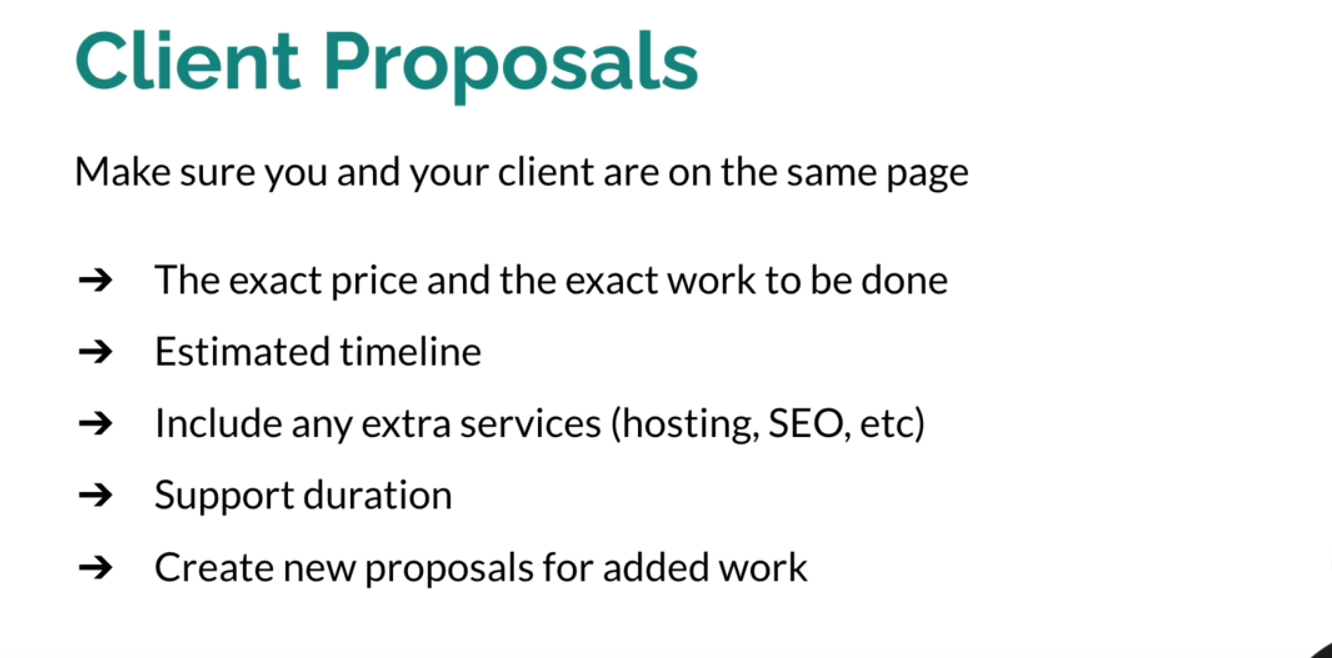 Client Proposals
Make sure you and your client are on the same page
➔ The exact price and the exact work to be done
➔ Estimated timeline
➔ Include any extra services (hosting, SEO, etc)
➔ Support duration
➔ Create new proposals for added work